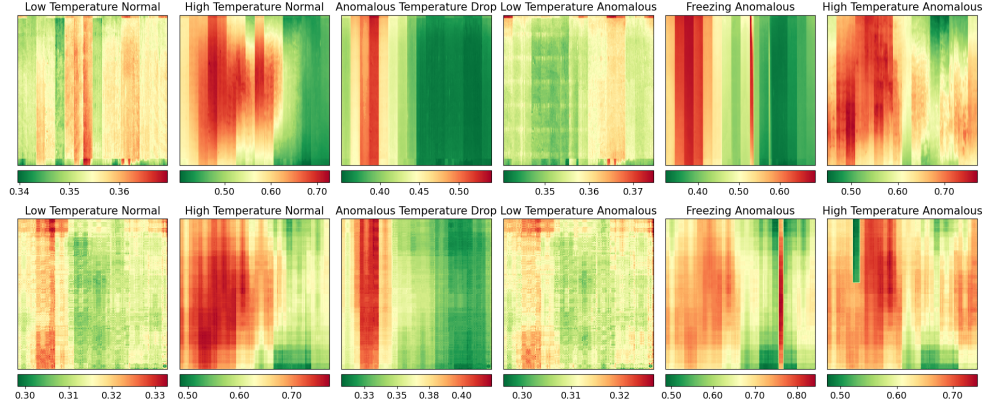 Low Temperature Normal High Temperature Normal Anomalous Temperature Drop Low Temperature Anomalous Freezing Anomalous High Temperature Anomalous
0.34 0.35 0.36 0.50 0.60 0.70 0.40 0.45 0.50 0.35 0.36 0.37 0.40 0.50 0.60 0.50 0.60 0.70
Low Temperature Normal High Temperature Normal Anomalous Temperature Drop Low Temperature Anomalous Freezing Anomalous High Temperature Anomalous
0.30 0.31 0.32 0.33 0.50 0.60 0.70 0.33 0.35 0.38 0.40 0.30 0.31 0.32 0.50 0.60 0.70 0.80 0.50 0.60 0.70